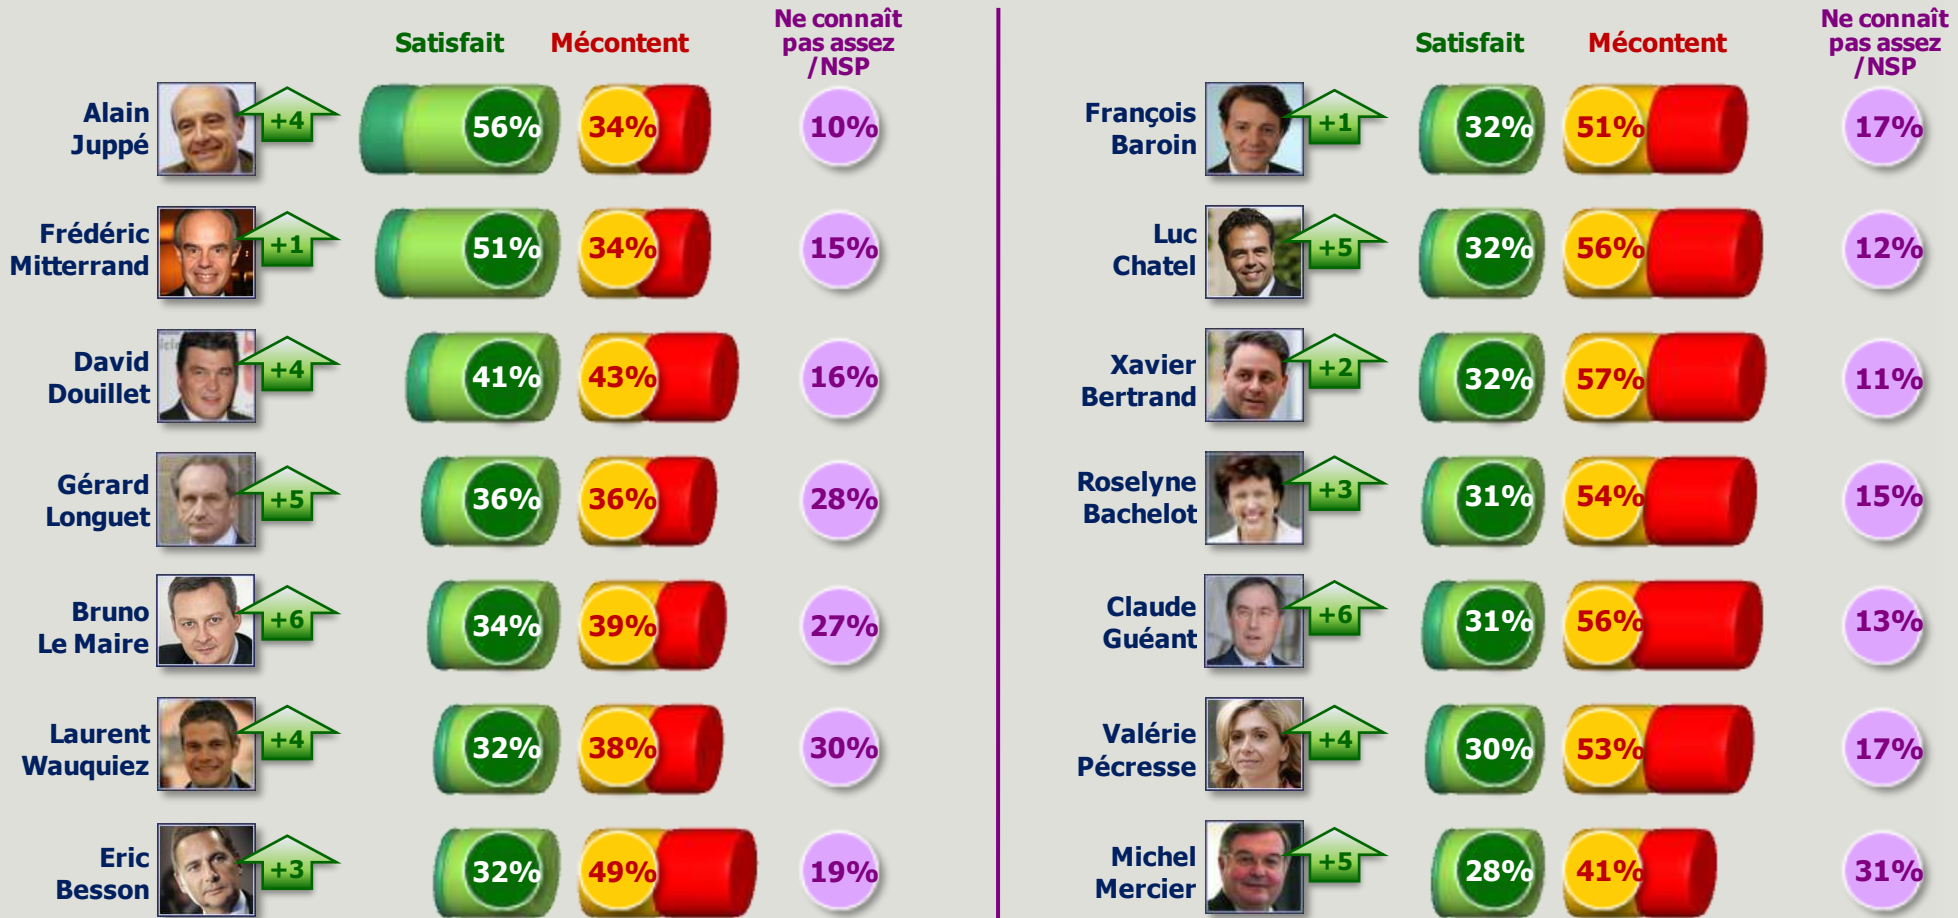 Satisfait Mécontent Ne connaît
pas assez
/NSP
Alain
Juppé
+4 56% 34% 10%
Frédéric
Mitterrand
+1 51% 34% 15%
David
Douillet
+4 41% 43% 16%
Gérard
Longuet
+5 36% 36% 28%
Bruno
Le Maire
+6 34% 39% 27%
Laurent
Wauquiez
+4 32% 38% 30%
Eric
Besson
+3 32% 49% 19%
Satisfait Mécontent Ne connaît
pas assez
/NSP
François
Baroin
+1 32% 51% 17%
Luc
Chatel
+5 32% 56% 12%
Xavier
Bertrand
+2 32% 57% 11%
Roselyne
Bachelot
+3 31% 54% 15%
Claude
Guéant
+6 31% 56% 13%
Valérie
Pécresse
+4 30% 53% 17%
Michel
Mercier
+5 28% 41% 31%